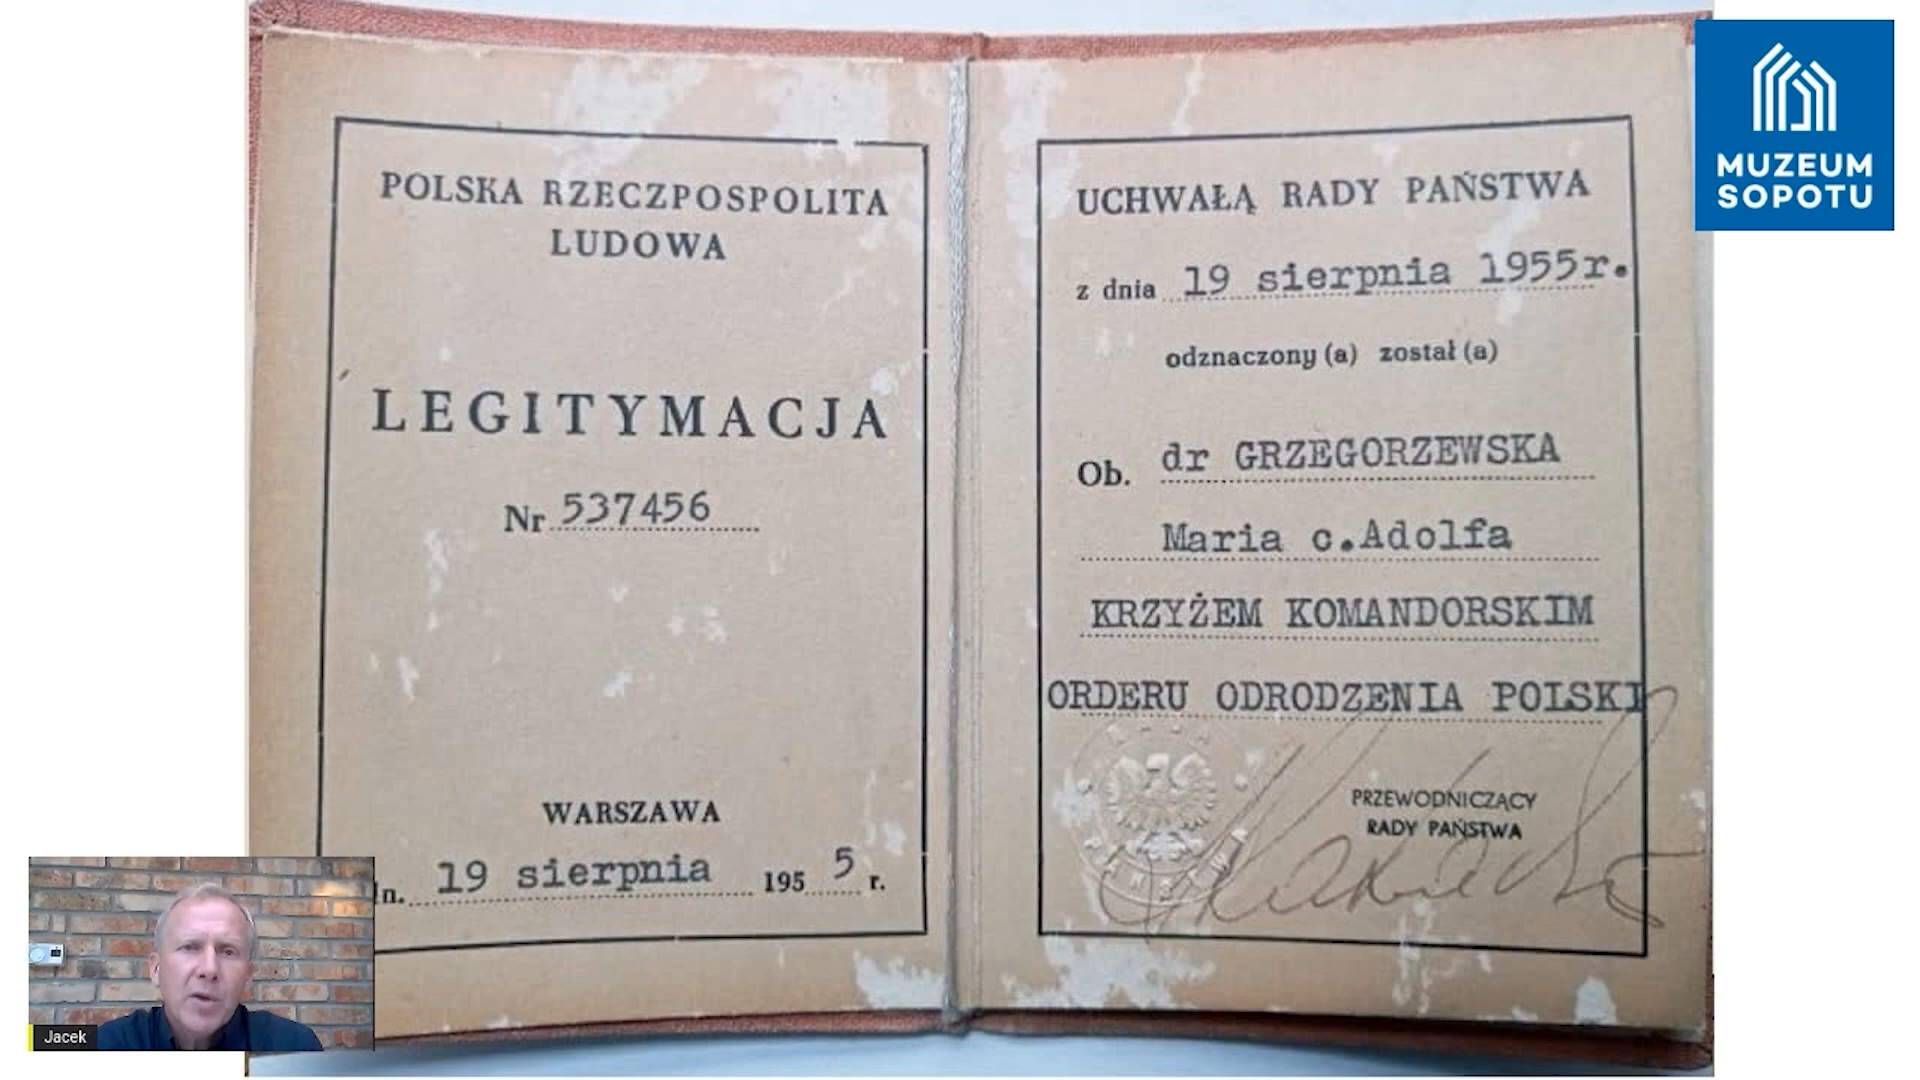 POLSKA RZECZPOSPOLITA
LUDOWA
LEGITYMACJA
Nr 537456
WARSZAWA
dn. 19 sierpnia 195 5 r.
UCHWAŁĄ RADY PAŃSTWA
z dnia 19 sierpnia 1955r.
odznaczony (a) został (a)
Ob. dr GRZEGORZEWSKA
Maria c.Adolfa
KRZYŻEM KOMANDORSKIM
ORDERU ODRODZENIA POLSKI
PRZEWODNICZĄCY
RADY PAŃSTWA
MUZEUM
SOPOTU
Jacek